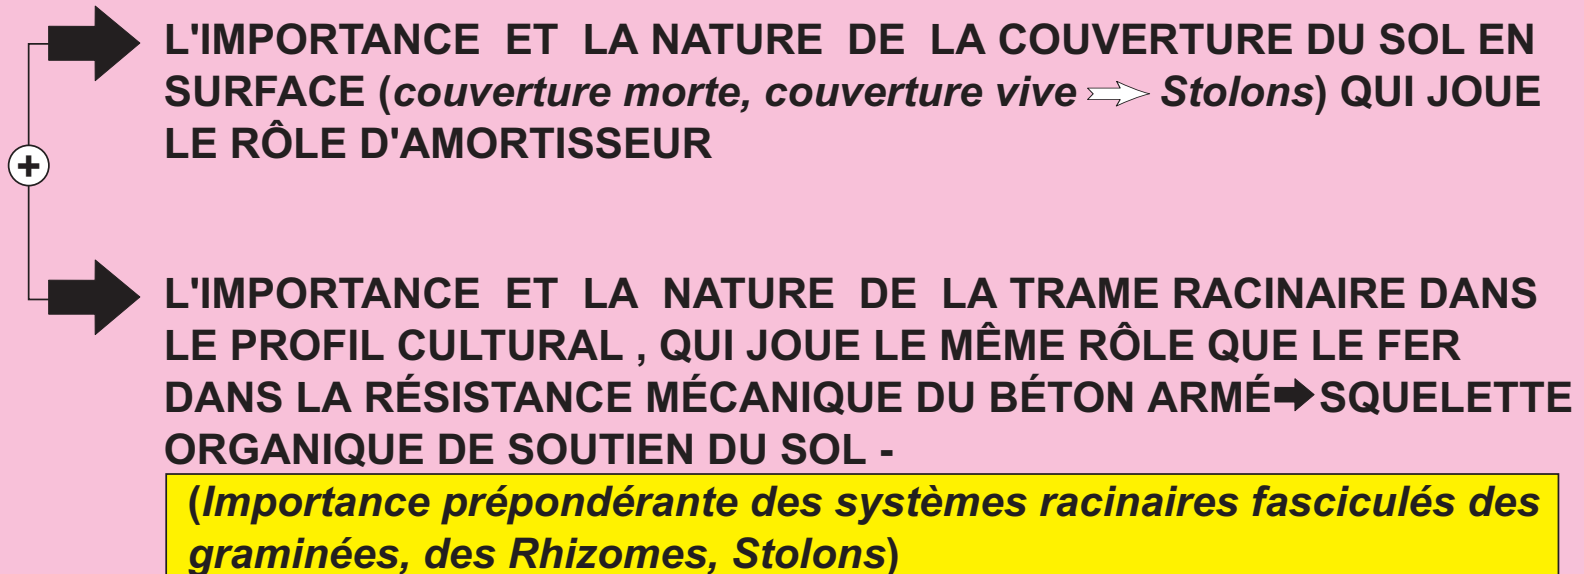 L'IMPORTANCE ET LA NATURE DE LA COUVERTURE DU SOL EN
SURFACE (couverture morte, couverture vive ⇨ Stolons) QUI JOUE
LE RÔLE D'AMORTISSEUR
+
L'IMPORTANCE ET LA NATURE DE LA TRAME RACINAIRE DANS
LE PROFIL CULTURAL , QUI JOUE LE MÊME RÔLE QUE LE FER
DANS LA RÉSISTANCE MÉCANIQUE DU BÉTON ARMÉ➡SQUELETTE
ORGANIQUE DE SOUTIEN DU SOL -
(Importance prépondérante des systèmes racinaires fasciculés des
graminées, des Rhizomes, Stolons)